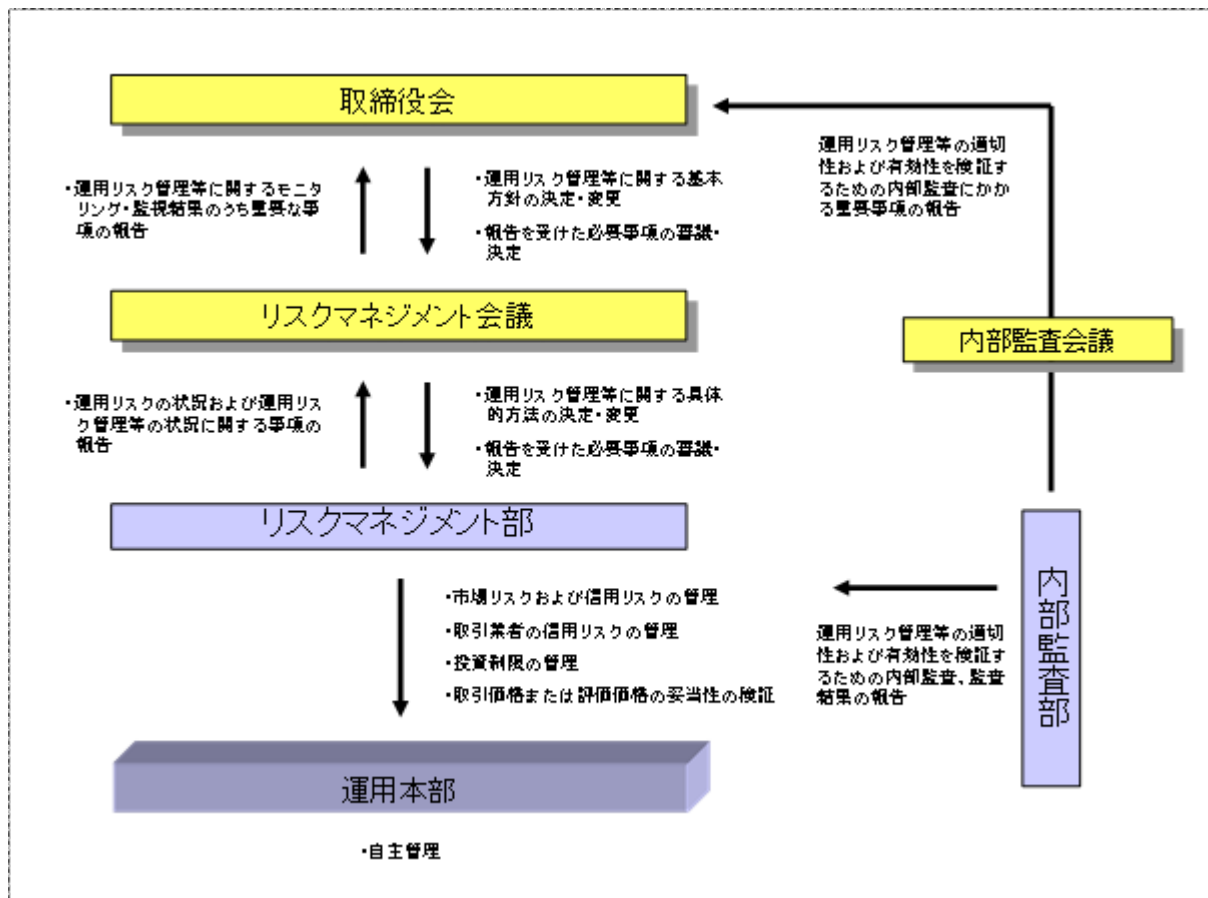 取締役会
運用リスク管理等の適切
性および有効性を検証す
るための内部監査にかか
る重要事項の報告
・運用リスク管理等に関するモニタ
リング・監視結果のうち重要な事
項の報告
・運用リスク管理等に関する基本
方針の決定・変更
・報告を受けた必要事項の審議・
決定
リスクマネジメント会議
内部監査会議
・運用リスクの状況および運用リス
ク管理等の状況に関する事項の
報告
・運用リスク管理等に関する具体
的方法の決定・変更
・報告を受けた必要事項の審議・
決定
リスクマネジメント部
内部監査部
・市場リスクおよび信用リスクの管理
・取引業者の信用リスクの管理
・投資制限の管理
・取引価格または評価価格の妥当性の検証
運用リスク管理等の適切
性および有効性を検証す
るための内部監査、監査
結果の報告
運用本部
・自主管理